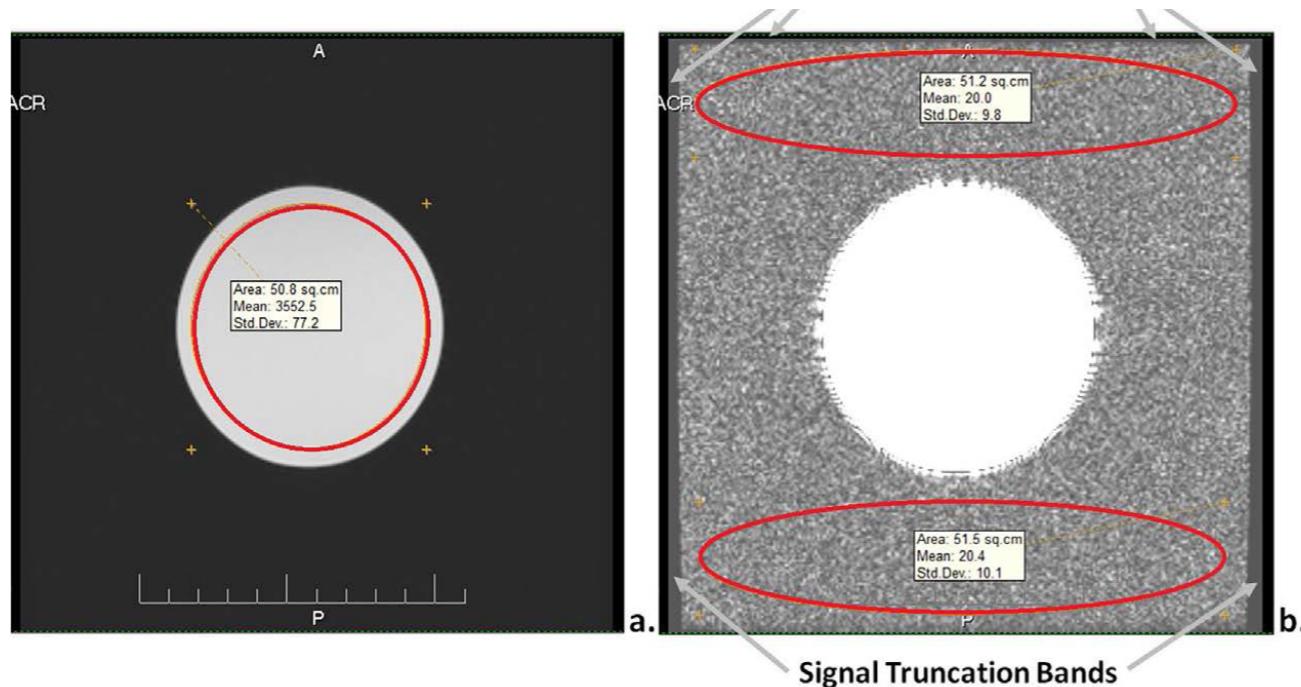 A
ACR
Area: 50.8 sq.cm
Mean: 3552.5
Std.Dev.: 77.2
P
a.
A
ACR
Area: 51.2 sq.cm
Mean: 20.0
Std.Dev.: 9.8
Area: 51.5 sq.cm
Mean: 20.4
Std.Dev.: 10.1
P
b.
Signal Truncation Bands